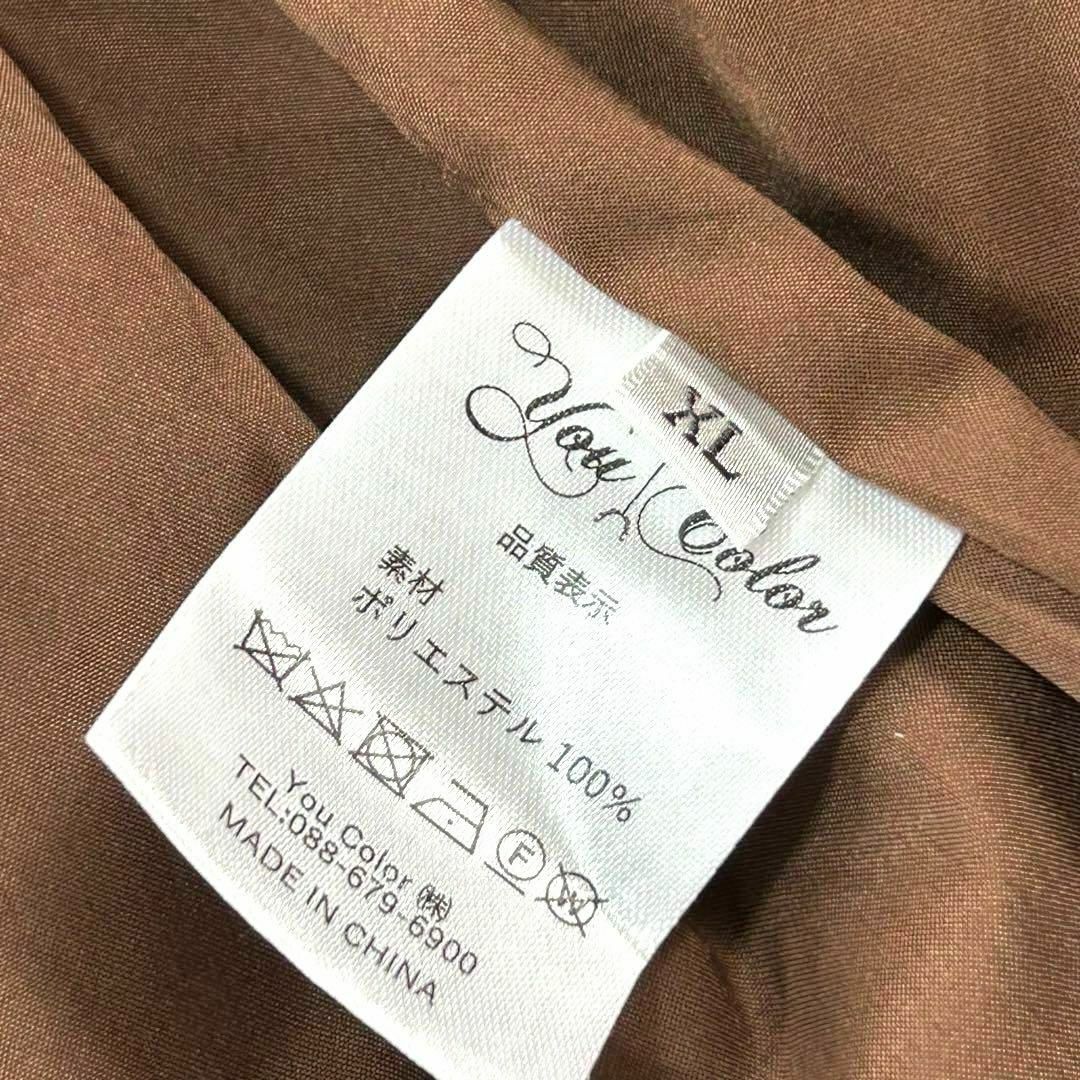 XL
You Color
品質表示
素材
ポリエステル 100%
F W
You Color ㈱
TEL:088-679-6900
MADE IN CHINA